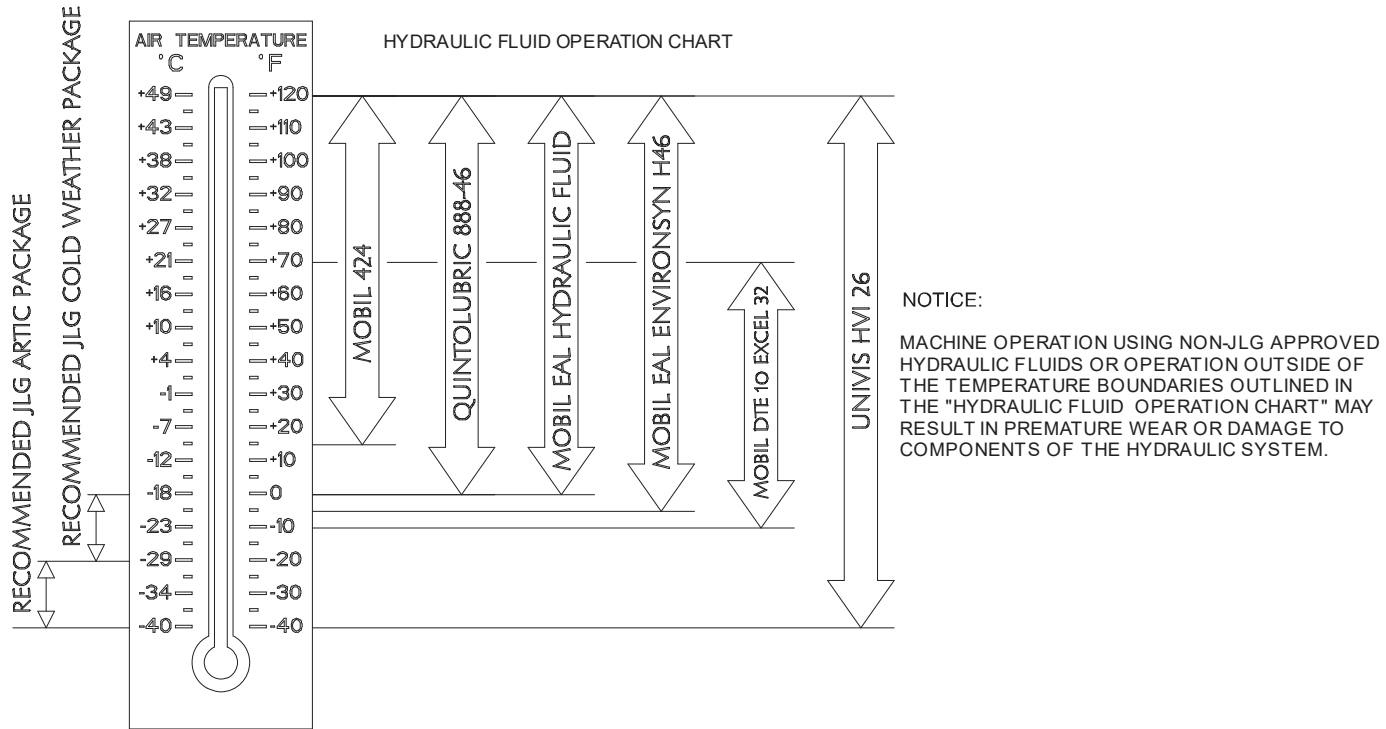 RECOMMENDED JLG ARTIC PACKAGE
RECOMMENDED JLG COLD WEATHER PACKAGE
AIR TEMPERATURE
°C °F
+49 +120
+43 +110
+38 +100
+32 +90
+27 +80
+21 +70
+16 +60
+10 +50
+4 +40
-1 +30
-7 +20
-12 +10
-18 0
-23 -10
-29 -20
-34 -30
-40 -40
HYDRAULIC FLUID OPERATION CHART
MOBIL 424
QUINTOLUBRIC 888-46
MOBIL EAL HYDRAULIC FLUID
MOBIL EAL ENVIRONSYN H46
MOBIL DTE 10 EXCEL 32
UNIVIS HVI 26
NOTICE:
MACHINE OPERATION USING NON-JLG APPROVED
HYDRAULIC FLUIDS OR OPERATION OUTSIDE OF
THE TEMPERATURE BOUNDARIES OUTLINED IN
THE "HYDRAULIC FLUID OPERATION CHART" MAY
RESULT IN PREMATURE WEAR OR DAMAGE TO
COMPONENTS OF THE HYDRAULIC SYSTEM.